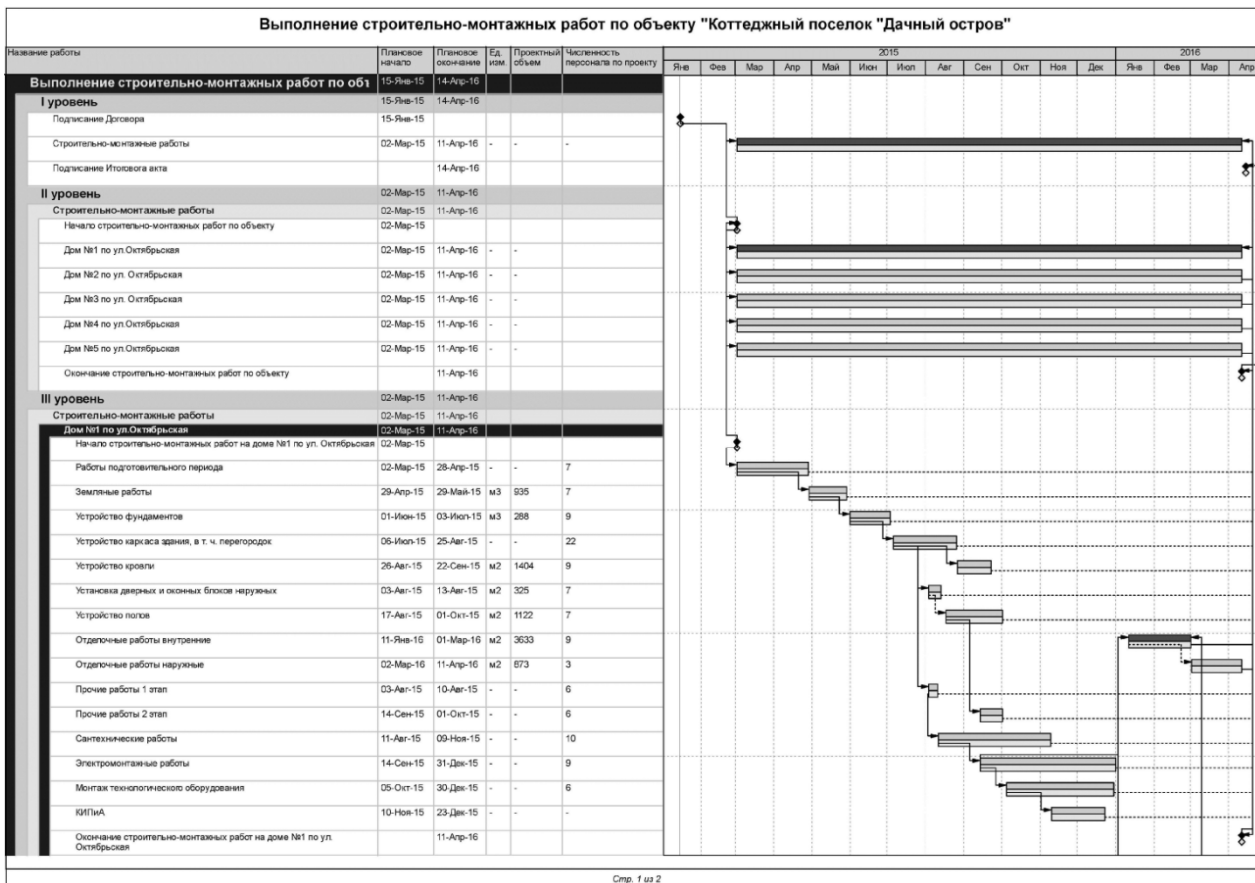 Выполнение строительно-монтажных работ по объекту "Коттеджный поселок "Дачный остров"
Название работы Плановое начало Плановое окончание Ед. изм. Проектный объем Численность персонала по проекту 2015 2016
Янв Фев Мар Апр Май Июн Июл Авг Сен Окт Ноя Дек Янв Фев Мар Апр
Выполнение строительно-монтажных работ по об 15-Янв-15 14-Апр-16
I уровень 15-Янв-15 14-Апр-16
Подписание Договора 15-Янв-15
Строительно-монтажные работы 02-Мар-15 11-Апр-16 - - -
Подписание Итогового акта 14-Апр-16
II уровень 02-Мар-15 11-Апр-16
Строительно-монтажные работы 02-Мар-15 11-Апр-16
Начало строительно-монтажных работ по объекту 02-Мар-15
Дом №1 по ул.Октябрьская 02-Мар-15 11-Апр-16 - -
Дом №2 по ул. Октябрьская 02-Мар-15 11-Апр-16 - -
Дом №3 по ул. Октябрьская 02-Мар-15 11-Апр-16 - -
Дом №4 по ул.Октябрьская 02-Мар-15 11-Апр-16 - -
Дом №5 по ул.Октябрьская 02-Мар-15 11-Апр-16 - -
Окончание строительно-монтажных работ по объекту 11-Апр-16
III уровень 02-Мар-15 11-Апр-16
Строительно-монтажные работы 02-Мар-15 11-Апр-16
Дом №1 по ул.Октябрьская 02-Мар-15 11-Апр-16
Начало строительно-монтажных работ на доме №1 по ул. Октябрьская 02-Мар-15
Работы подготовительного периода 02-Мар-15 28-Апр-15 - - 7
Земляные работы 29-Апр-15 29-Май-15 м3 935 7
Устройство фундаментов 01-Июн-15 03-Июл-15 м3 288 9
Устройство каркаса здания, в т. ч. перегородок 06-Июл-15 25-Авг-15 - - 22
Устройство кровли 26-Авг-15 22-Сен-15 м2 1404 9
Установка дверных и оконных блоков наружных 03-Авг-15 13-Авг-15 м2 325 7
Устройство полов 17-Авг-15 01-Окт-15 м2 1122 7
Отделочные работы внутренние 11-Янв-16 01-Мар-16 м2 3633 9
Отделочные работы наружные 02-Мар-16 11-Апр-16 м2 673 3
Прочие работы 1 этап 03-Авг-15 10-Авг-15 - - 6
Прочие работы 2 этап 14-Сен-15 01-Окт-15 - - 6
Сантехнические работы 11-Авг-15 09-Ноя-15 - - 10
Электромонтажные работы 14-Сен-15 31-Дек-15 - - 9
Монтаж технологического оборудования 05-Окт-15 30-Дек-15 - - 6
КИПиА 10-Ноя-15 23-Дек-15 - - -
Окончание строительно-монтажных работ на доме №1 по ул. 11-Апр-16
Октябрьская
Стр. 1 из 2